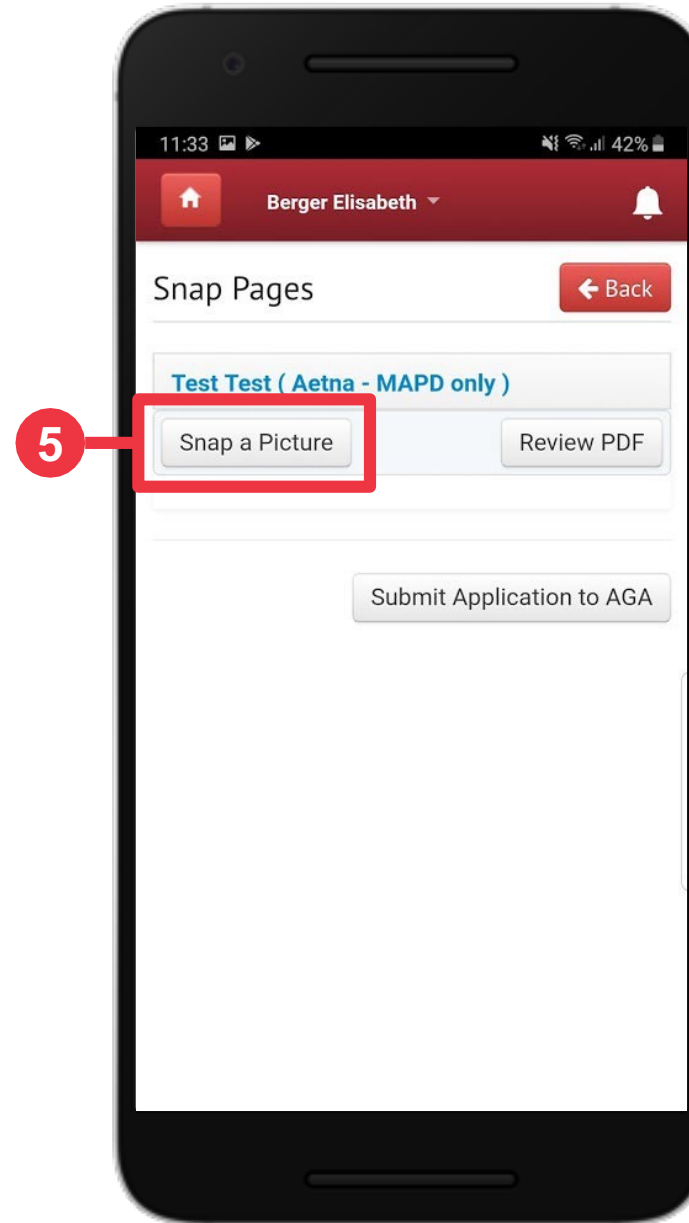 11:33 42%
Berger Elisabeth
Snap Pages Back
Test Test ( Aetna - MAPD only )
5 Snap a Picture Review PDF
Submit Application to AGA